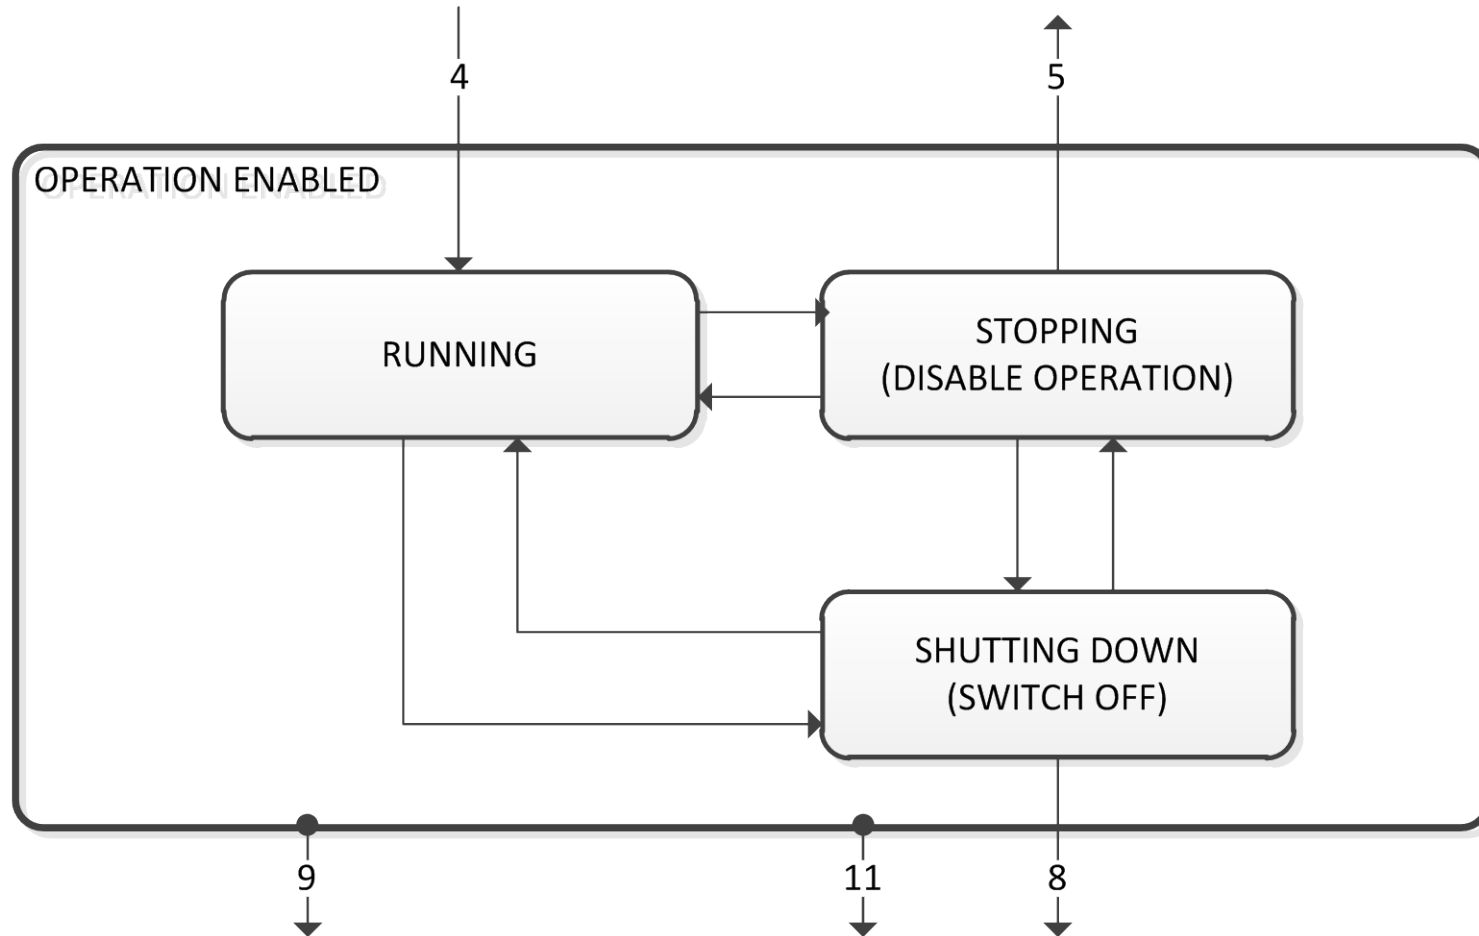 4
5
OPERATION ENABLED
RUNNING
STOPPING
(DISABLE OPERATION)
SHUTTING DOWN
(SWITCH OFF)
9
11
8